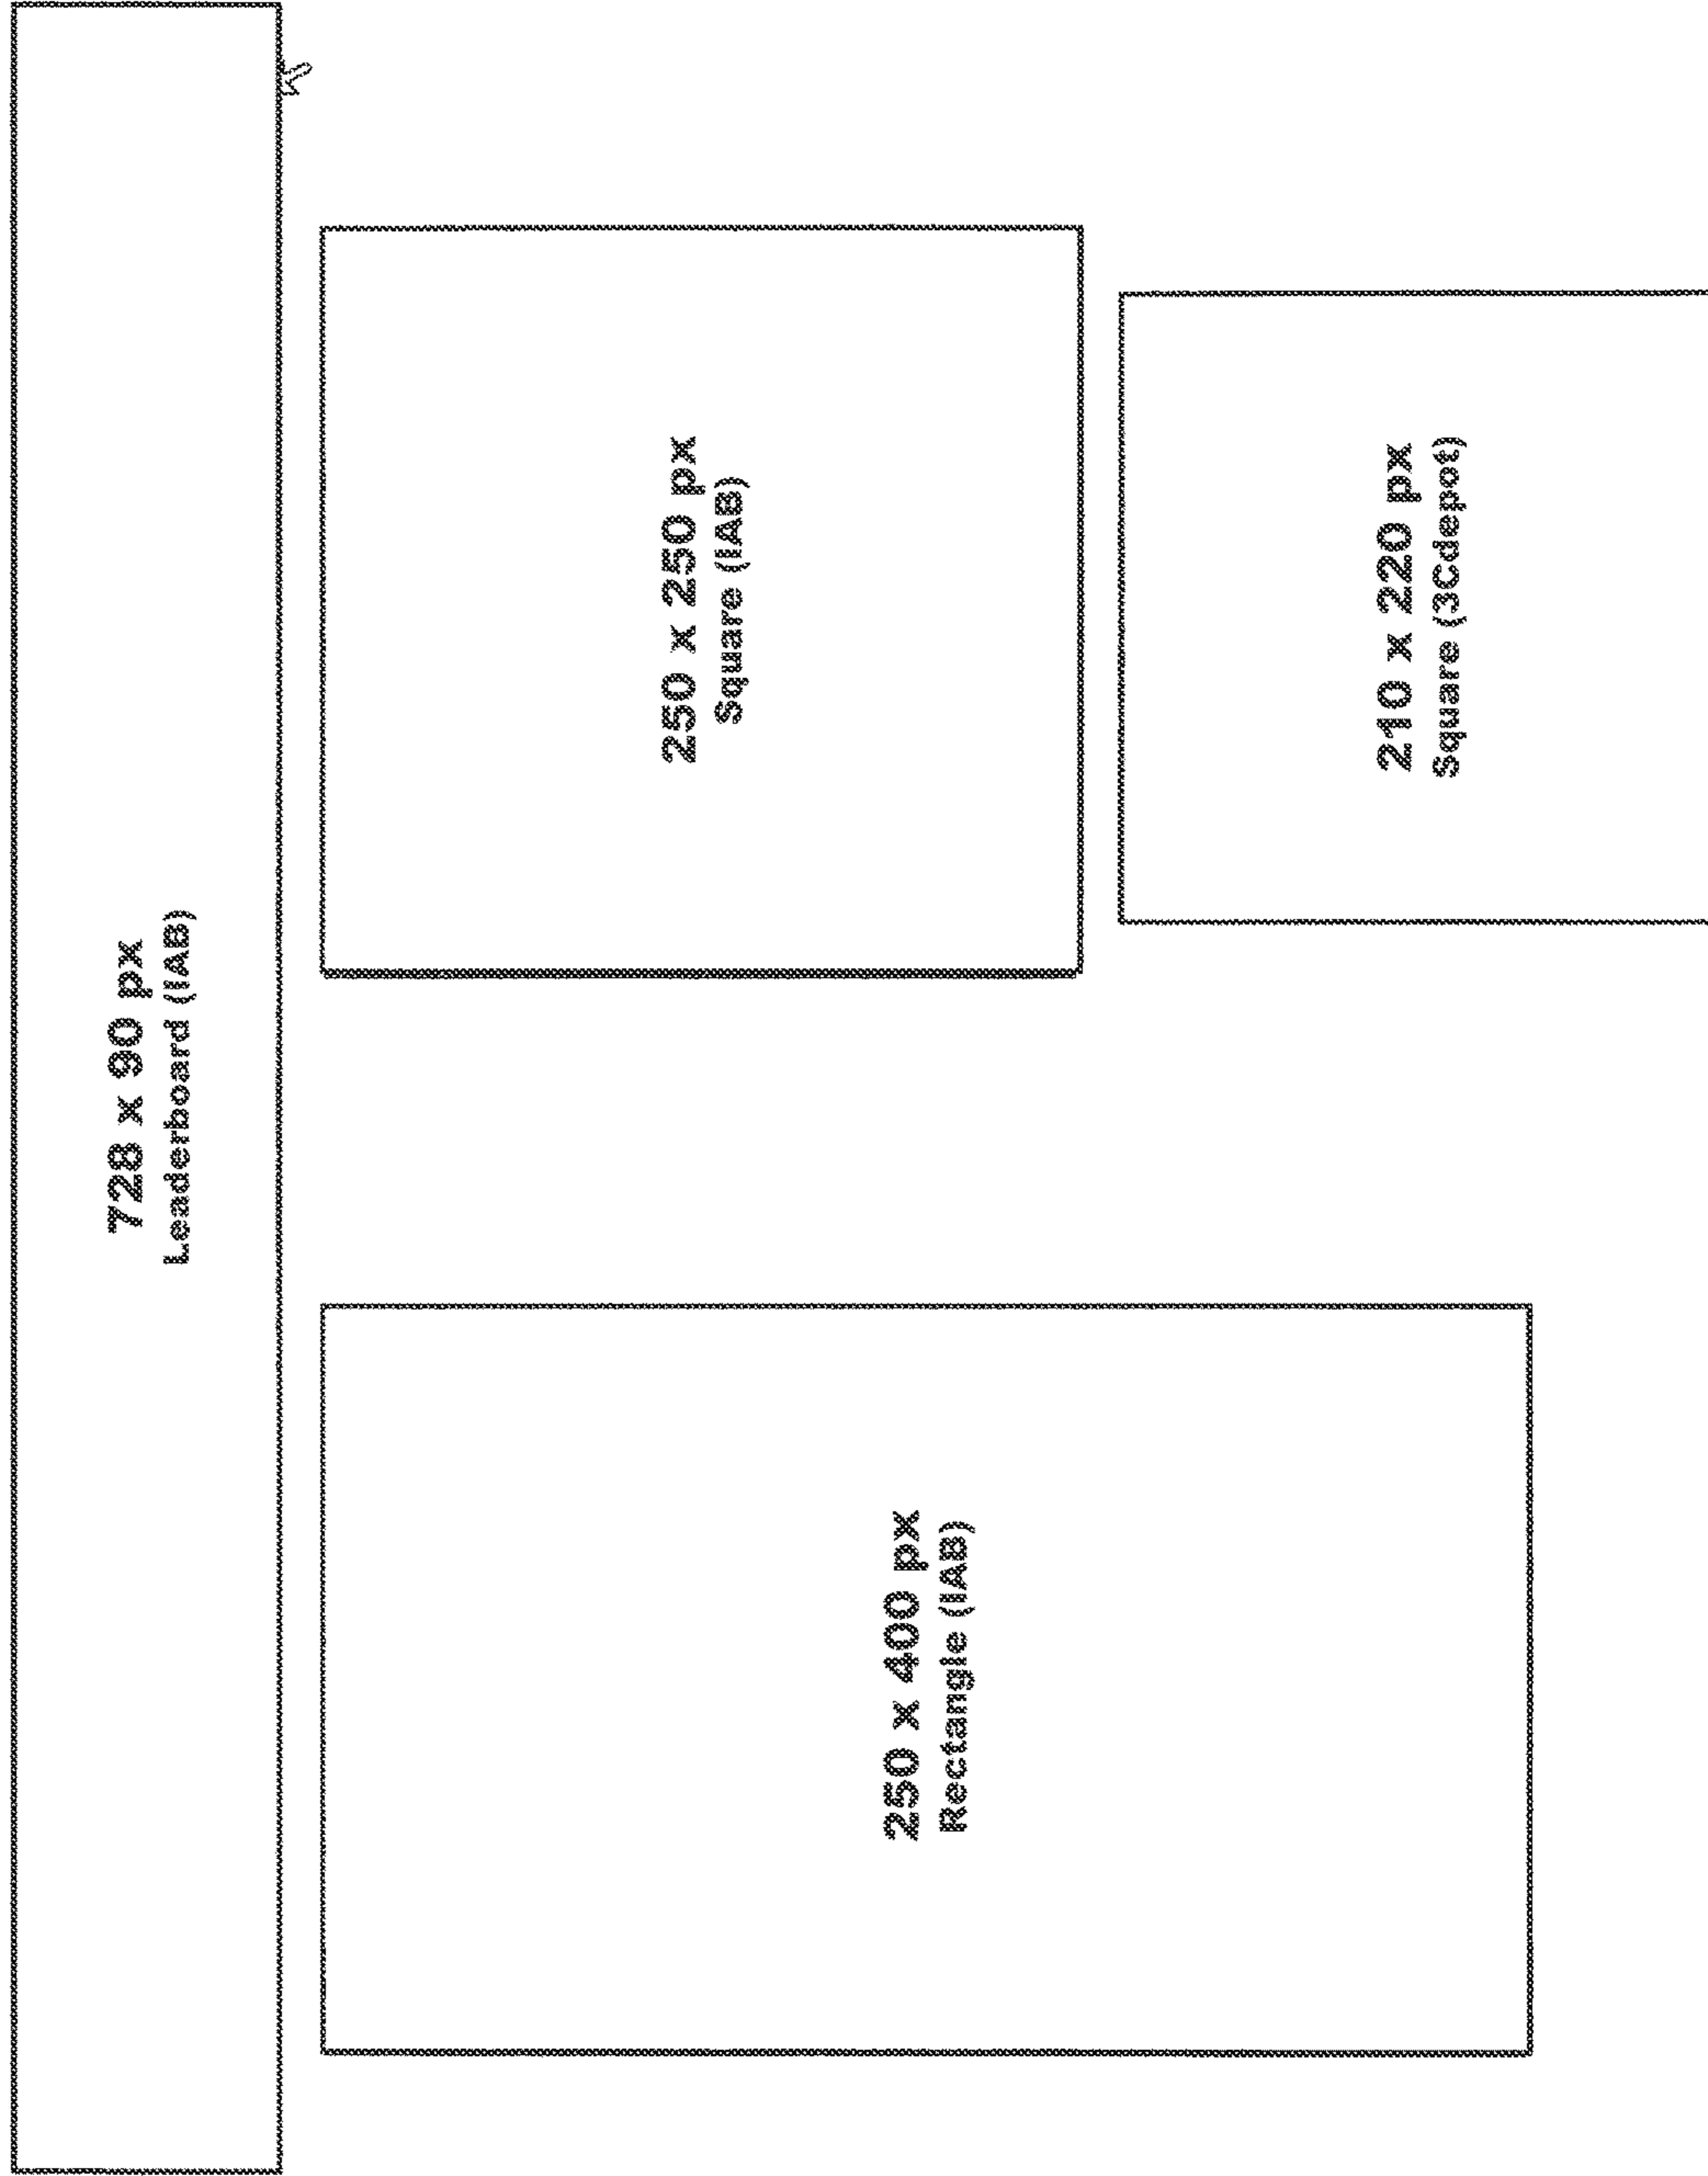 728 x 90 px
Leaderboard (IAB)
250 x 400 px
Rectangle (IAB)
250 x 250 px
Square (IAB)
210 x 220 px
Square (3Cdepot)